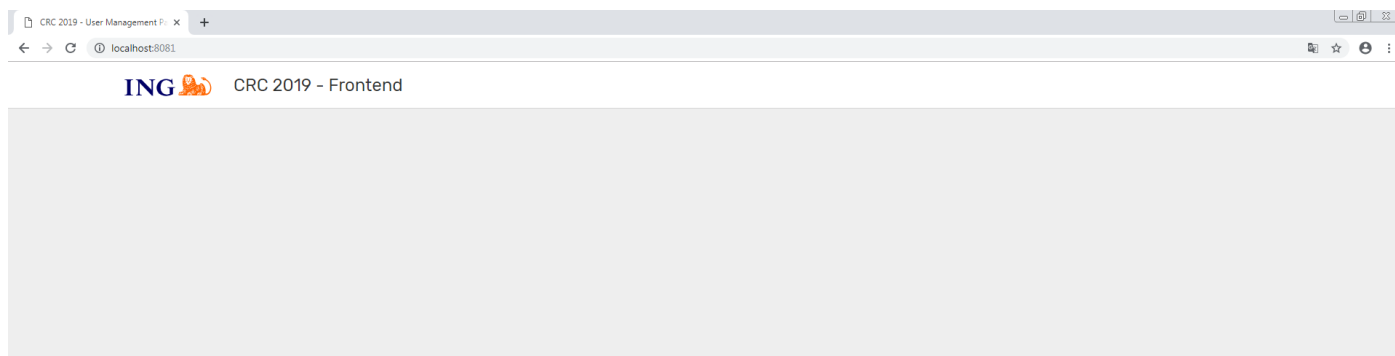 CRC 2019 - User Management P
localhost:8081
ING CRC 2019 - Frontend